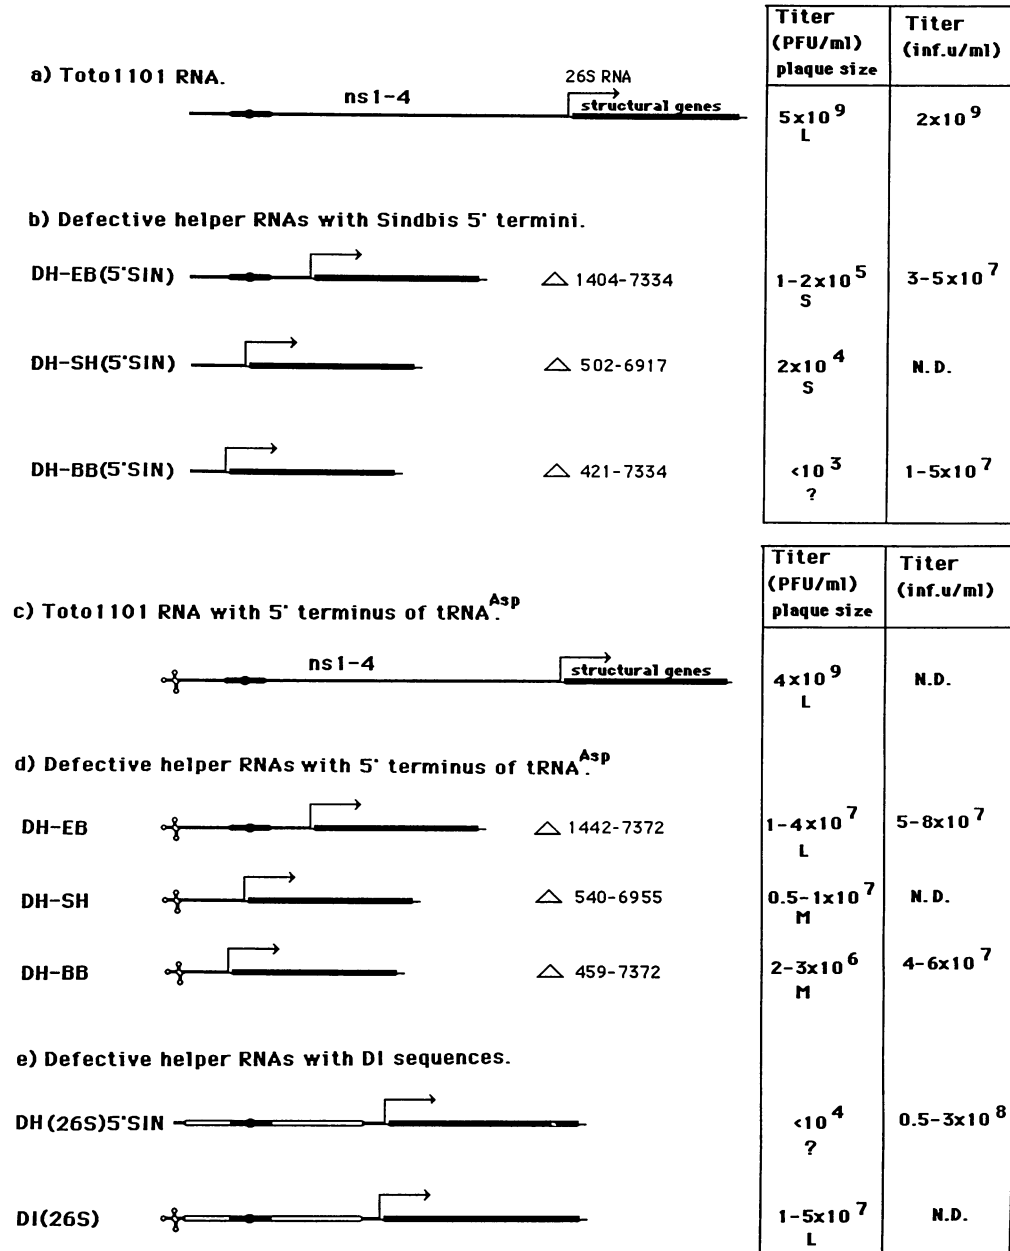 Titer
(PFU/ml)
plaque size
Titer
(inf.u/ml)
a) Toto1101 RNA.
26S RNA
ns1-4
structural genes
5x10^9
L
2x10^9
b) Defective helper RNAs with Sindbis 5' termini.
DH-EB(5'SIN)
△ 1404-7334
1-2x10^5
S
3-5x10^7
DH-SH(5'SIN)
△ 502-6917
2x10^4
S
N.D.
DH-BB(5'SIN)
△ 421-7334
<10^3
?
1-5x10^7
Titer
(PFU/ml)
plaque size
Titer
(inf.u/ml)
c) Toto1101 RNA with 5' terminus of tRNA^Asp.
ns1-4
structural genes
4x10^9
L
N.D.
d) Defective helper RNAs with 5' terminus of tRNA^Asp.
DH-EB
△ 1442-7372
1-4x10^7
L
5-8x10^7
DH-SH
△ 540-6955
0.5-1x10^7
M
N.D.
DH-BB
△ 459-7372
2-3x10^6
M
4-6x10^7
e) Defective helper RNAs with DI sequences.
DH(26S)5'SIN
<10^4
?
0.5-3x10^8
DI(26S)
1-5x10^7
L
N.D.